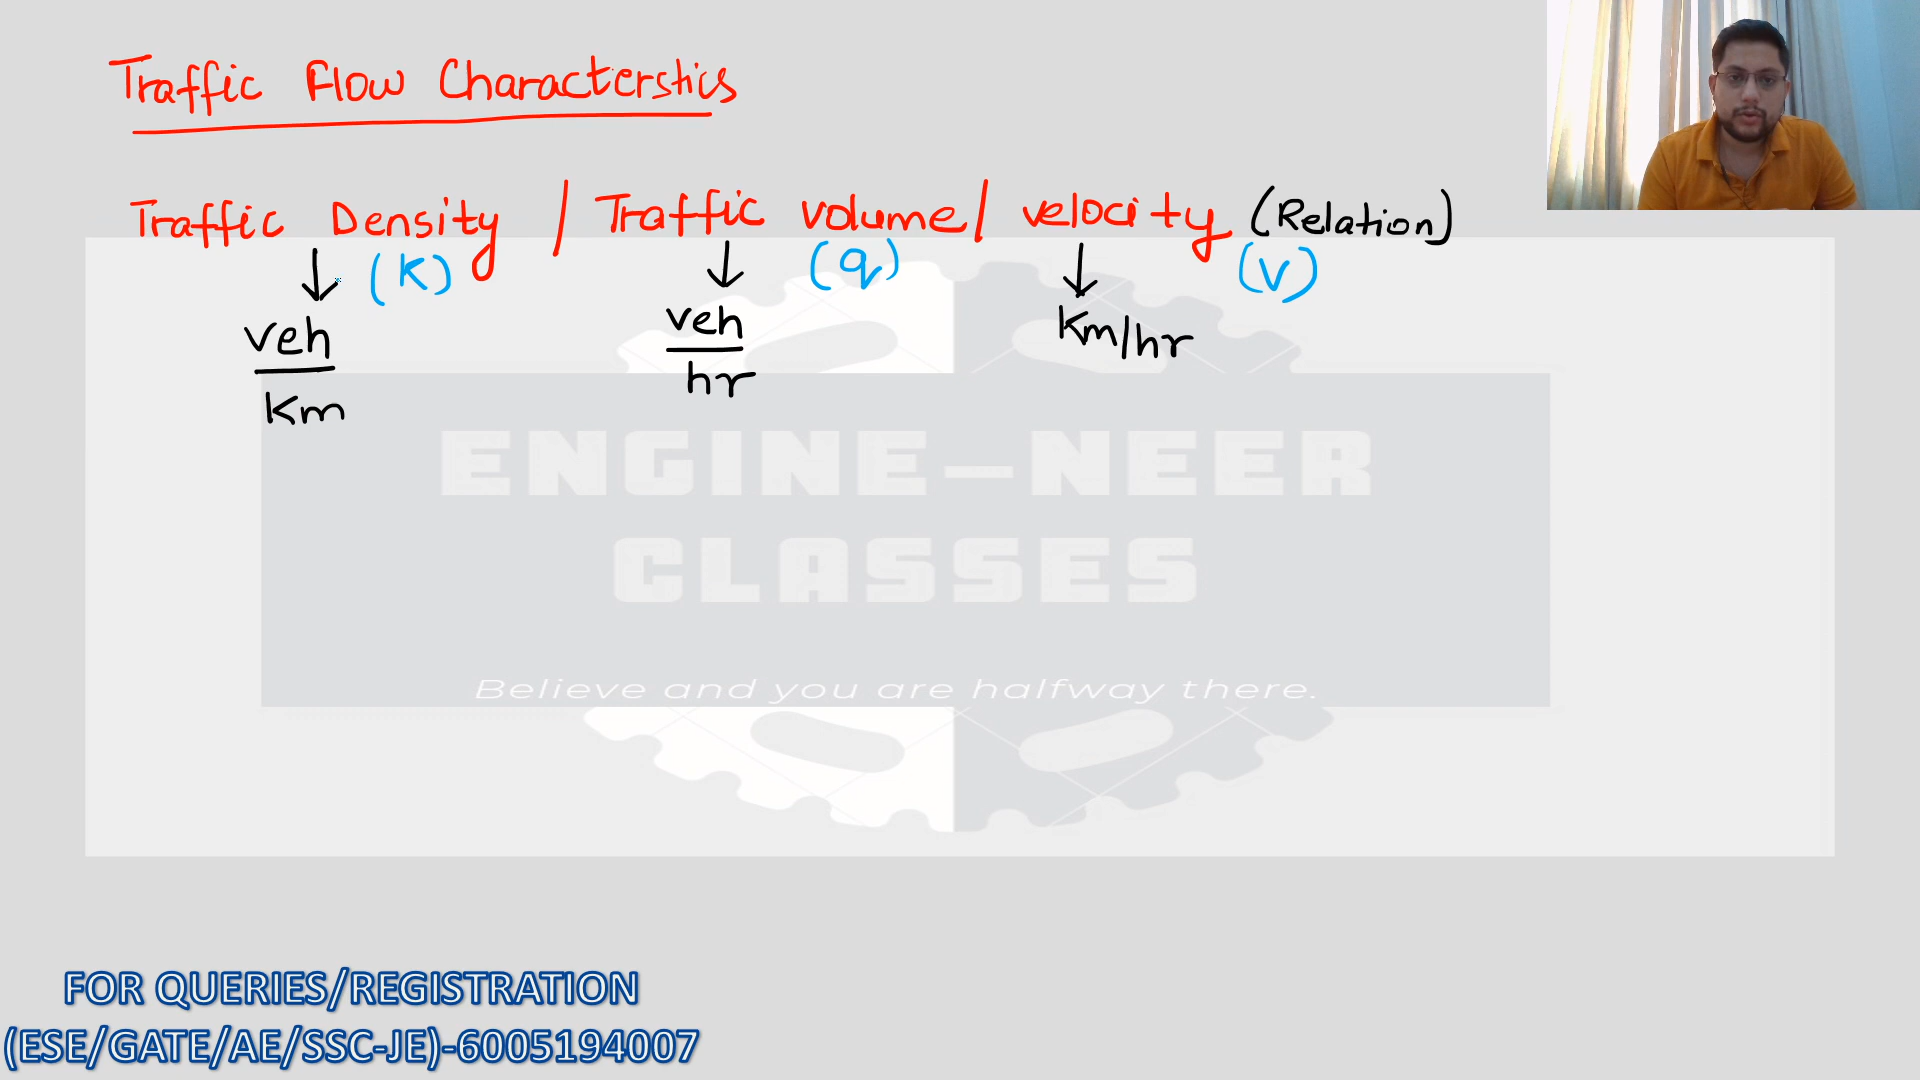 Traffic Flow Characterstics
Traffic Density / Traffic volume / velocity (Relation)
(K) (q) (V)
veh veh Km/hr
Km hr
ENGINE-NEER
CLASSES
Believe and you are halfway there.
FOR QUERIES/REGISTRATION
(ESE/GATE/AE/SSC-JE)-6005194007